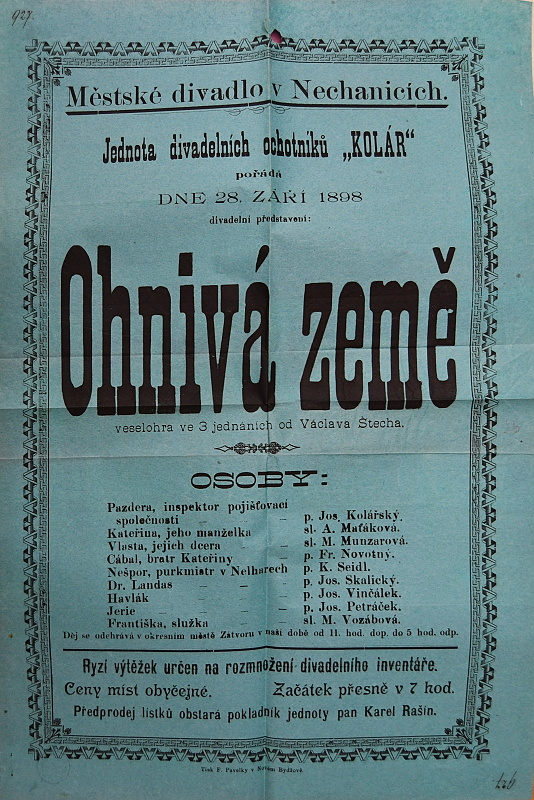 927.
Městské divadlo v Nechanicích.
Jednota divadelních ochotníků „KOLÁR“
pořádá
DNE 28. ZÁŘÍ 1898
divadelní představení:
Ohnivá země
veselohra ve 3 jednáních od Václava Štecha.
OSOBY:
Pazdera, inspektor pojišťovací
společnosti – – – p. Jos. Kolářský.
Kateřina, jeho manželka – sl. A. Maťáková.
Vlasta, jejich dcera – – sl. M. Munzarová.
Cábal, bratr Kateřiny – p. Fr. Novotný.
Nešpor, purkmistr v Nelharech p. K. Seidl.
Dr. Landas – – – p. Jos. Skalický.
Havlák – – – – p. Jos. Vinčálek.
Jerie – – – – p. Jos. Petráček.
Františka, služka – – sl. M. Vozábová.
Děj se odehrává v okresním městě Zátvoru v naší době od 11. hod. dop. do 5 hod. odp.
Ryzí výtěžek určen na rozmnožení divadelního inventáře.
Ceny míst obyčejné. Začátek přesně v 7 hod.
Předprodej lístků obstará pokladník jednoty pan Karel Rašín.
Tisk F. Pavelky v Novém Bydžově.